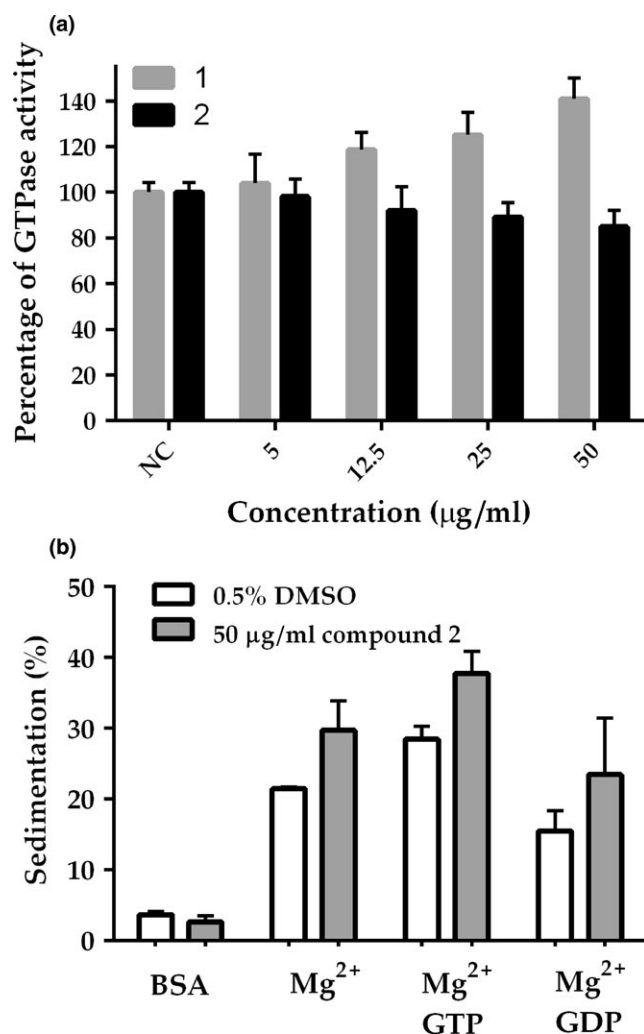 (a)
Percentage of GTPase activity
140
120
100
80
60
40
20
0
1
2
NC
5
12.5
25
50
Concentration (μg/ml)
(b)
Sedimentation (%)
50
40
30
20
10
0
0.5% DMSO
50 μg/ml compound 2
BSA
Mg²⁺
Mg²⁺
GTP
Mg²⁺
GDP